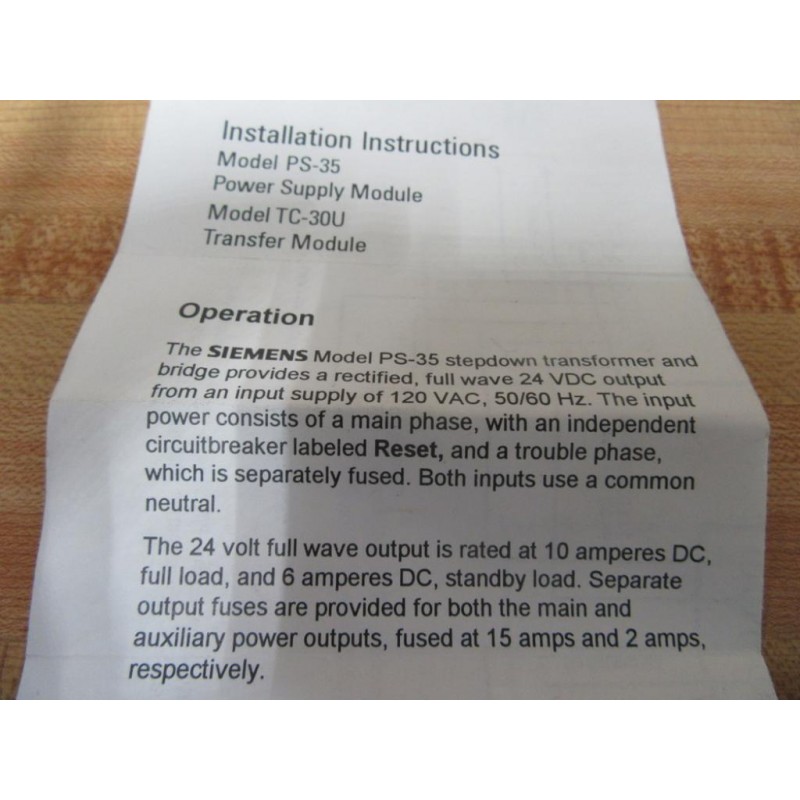 Installation Instructions
Model PS-35
Power Supply Module
Model TC-30U
Transfer Module
Operation
The SIEMENS Model PS-35 stepdown transformer and
bridge provides a rectified, full wave 24 VDC output
from an input supply of 120 VAC, 50/60 Hz. The input
power consists of a main phase, with an independent
circuitbreaker labeled Reset, and a trouble phase,
which is separately fused. Both inputs use a common
neutral.
The 24 volt full wave output is rated at 10 amperes DC,
full load, and 6 amperes DC, standby load. Separate
output fuses are provided for both the main and
auxiliary power outputs, fused at 15 amps and 2 amps,
respectively.